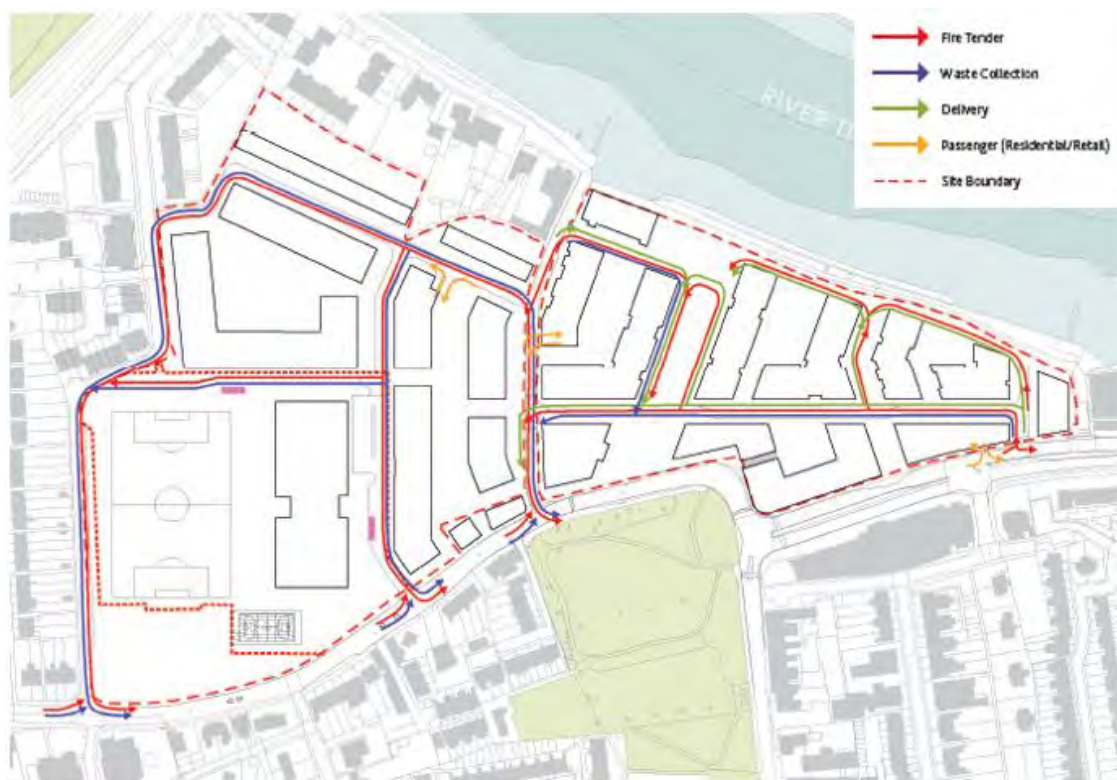 Fire Tender
Waste Collection
Delivery
Passenger (Residential/Retail)
Site Boundary
RIVER